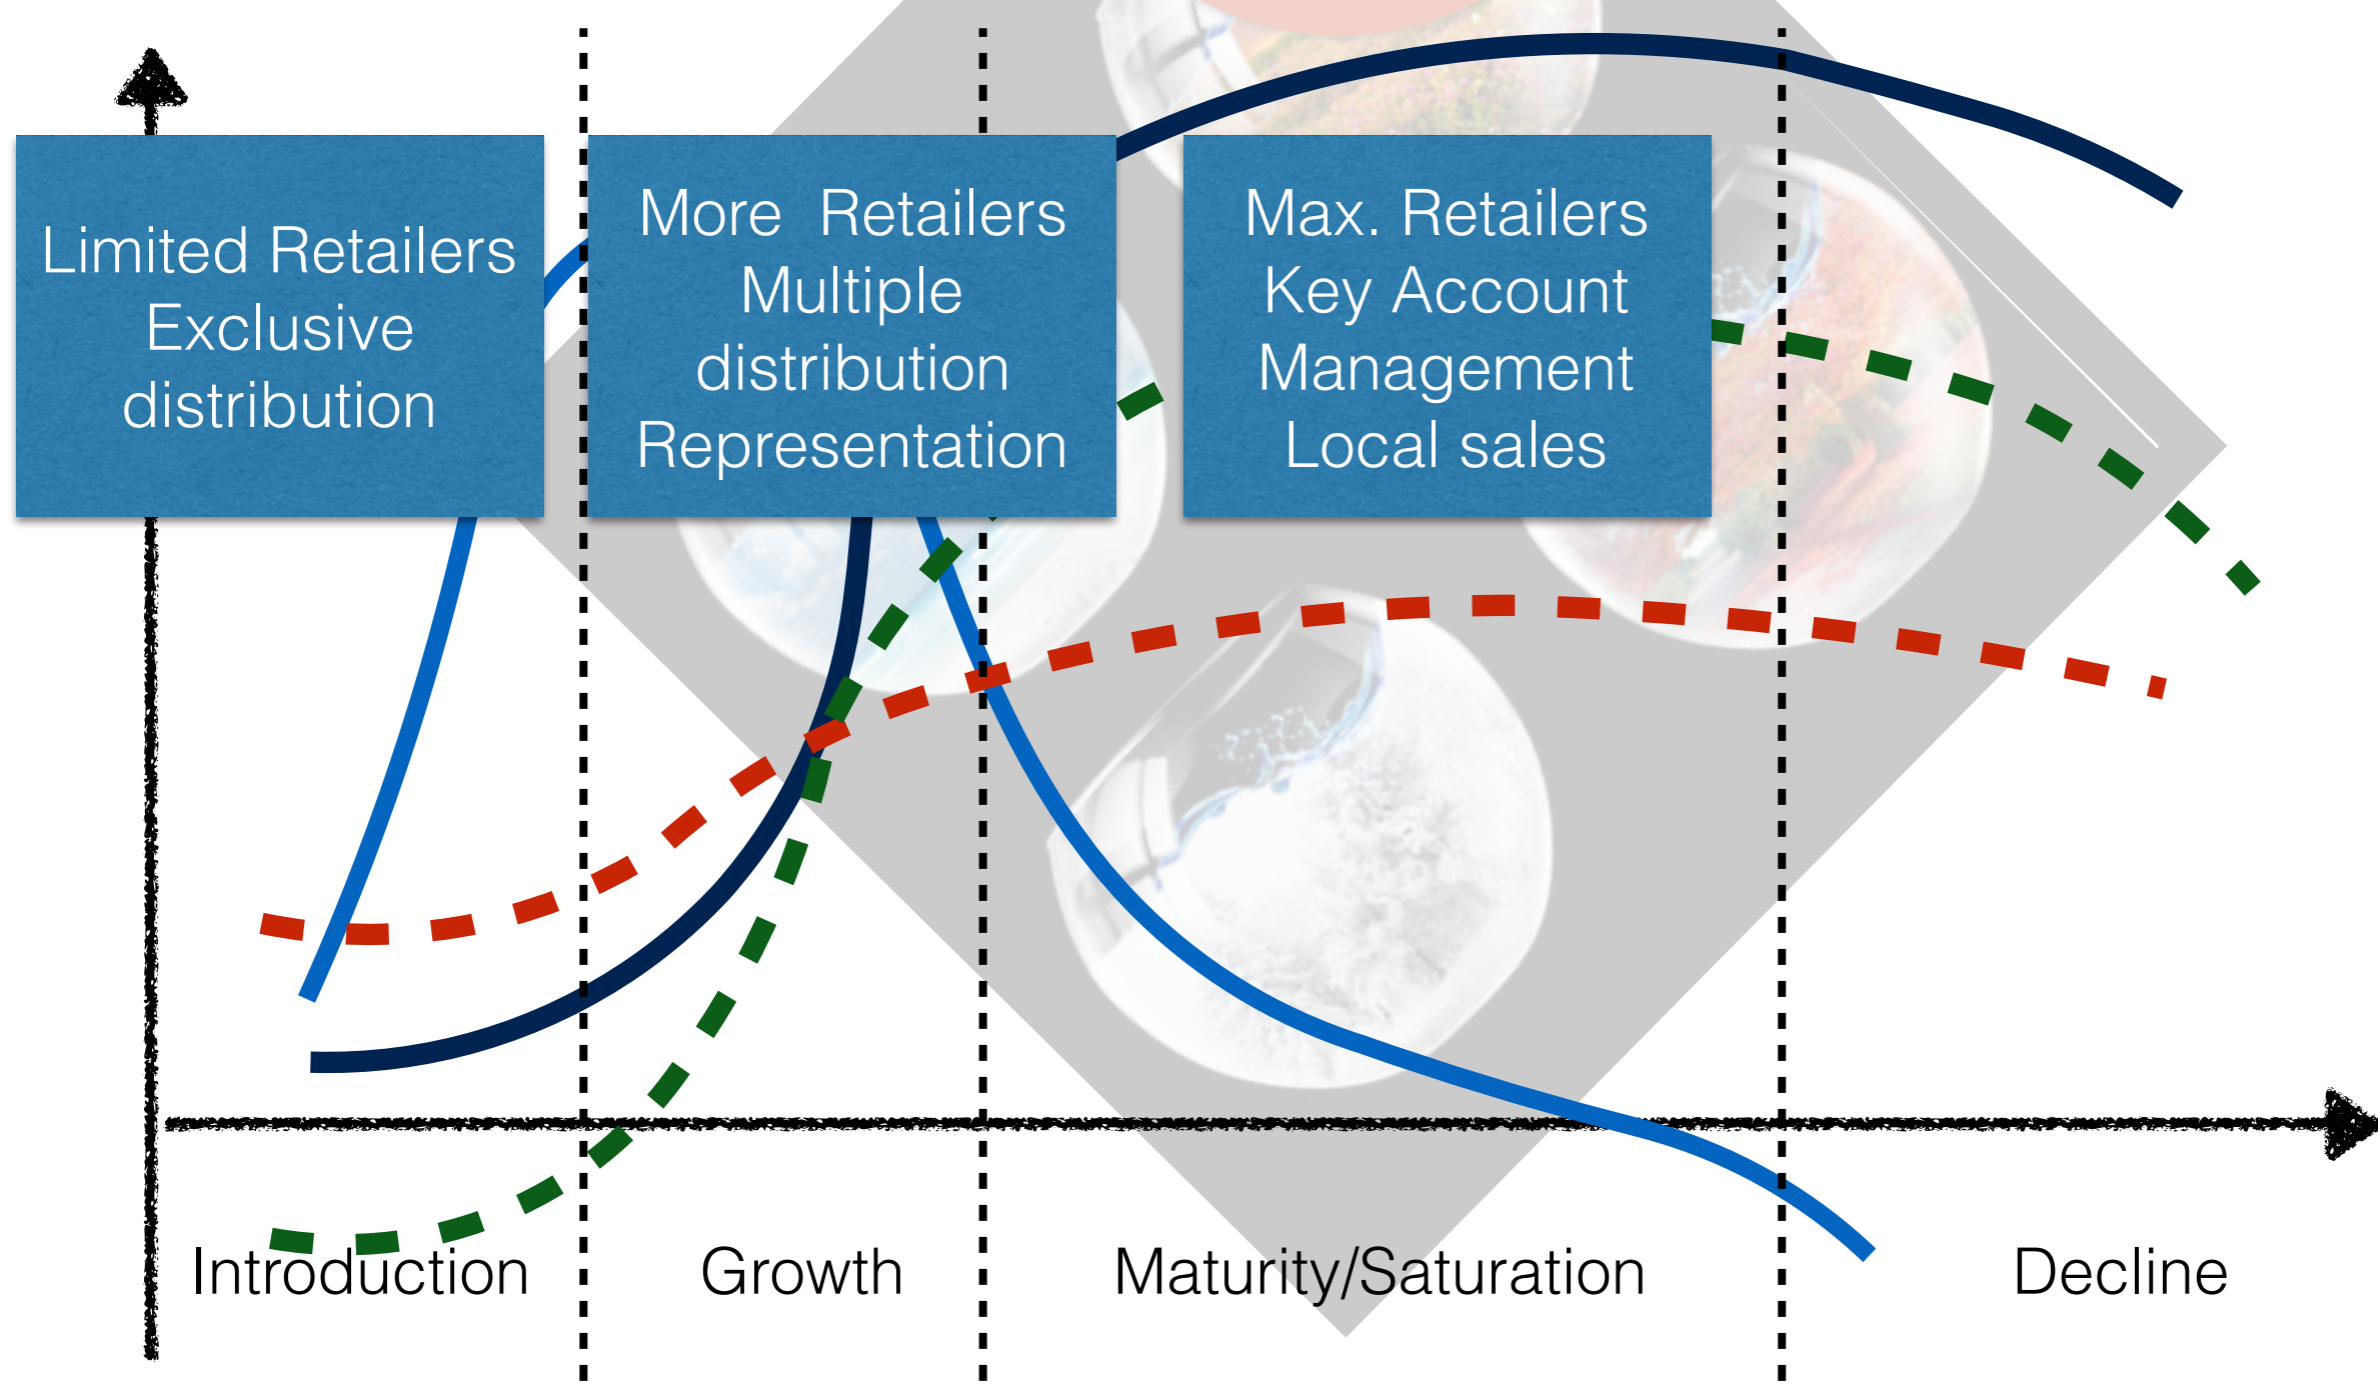 Limited Retailers
Exclusive
distribution
More  Retailers
Multiple
distribution
Representation
Max. Retailers
Key Account
Management
Local sales
Introduction
Growth
Maturity/Saturation
Decline